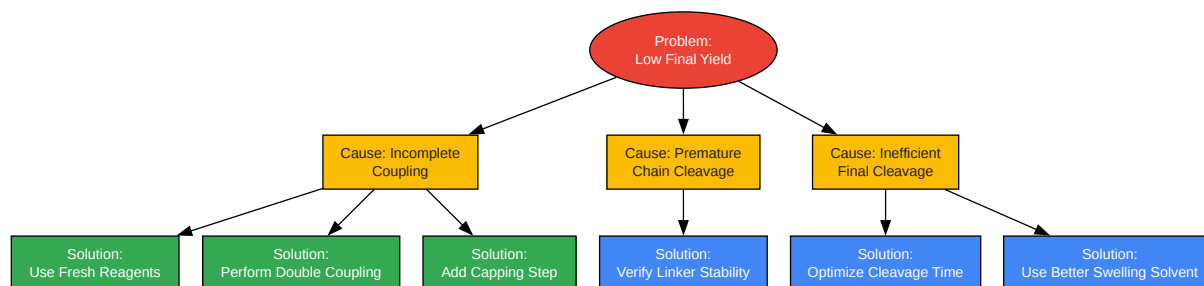 Problem:
Low Final Yield
Cause: Incomplete
Coupling
Cause: Premature
Chain Cleavage
Cause: Inefficient
Final Cleavage
Solution:
Use Fresh Reagents
Solution:
Perform Double Coupling
Solution:
Add Capping Step
Solution:
Verify Linker Stability
Solution:
Optimize Cleavage Time
Solution:
Use Better Swelling Solvent